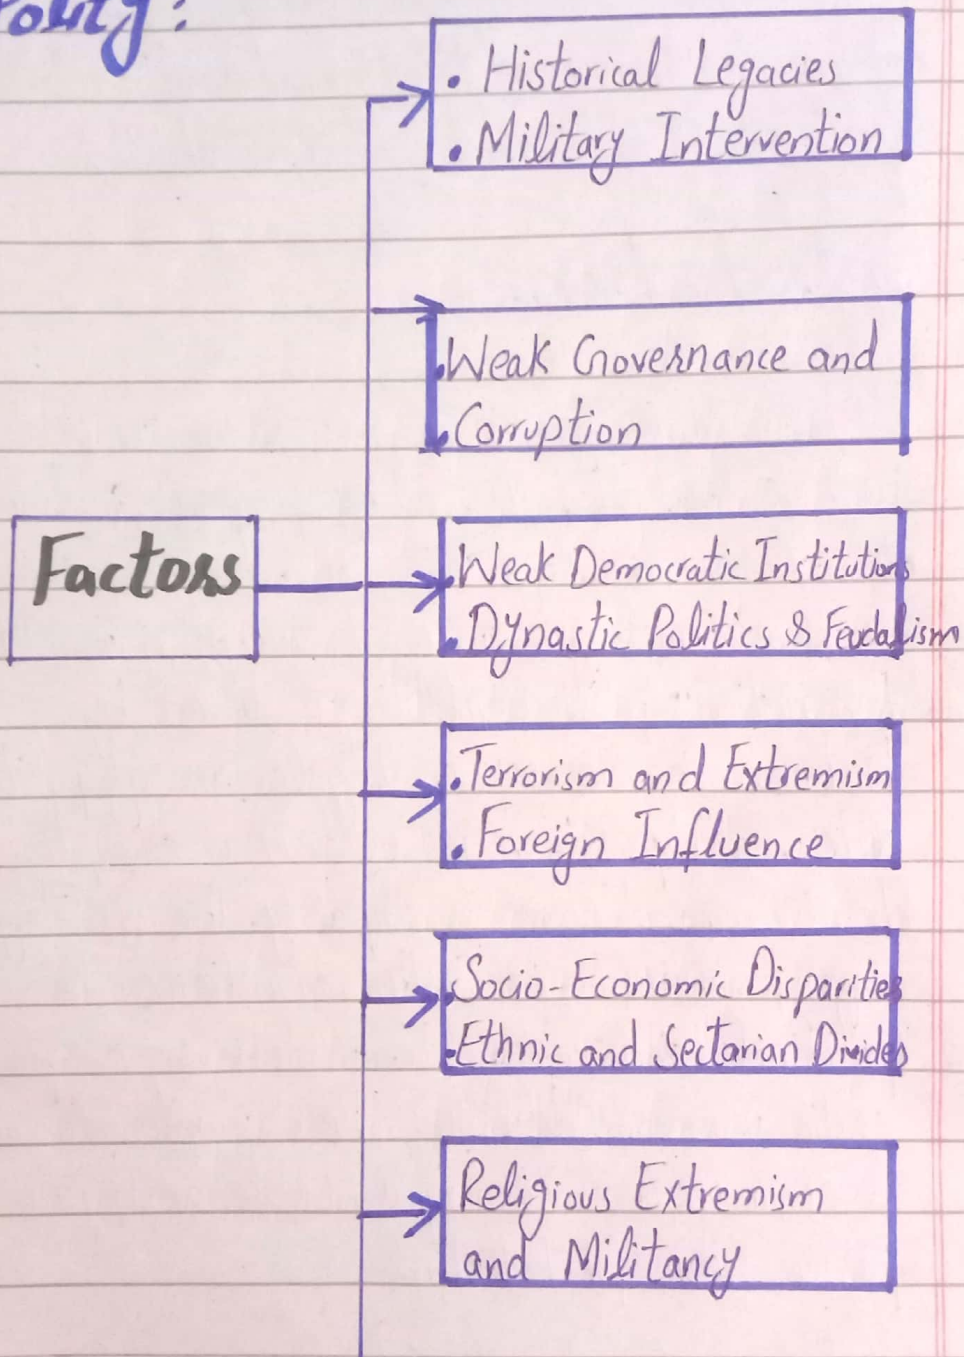 • Historical Legacies
• Military Intervention
• Weak Governance and
• Corruption
Factors
• Weak Democratic Institutions
• Dynastic Politics & Feudalism
• Terrorism and Extremism
• Foreign Influence
• Socio-Economic Disparities
• Ethnic and Sectarian Divides
Religious Extremism
and Militancy